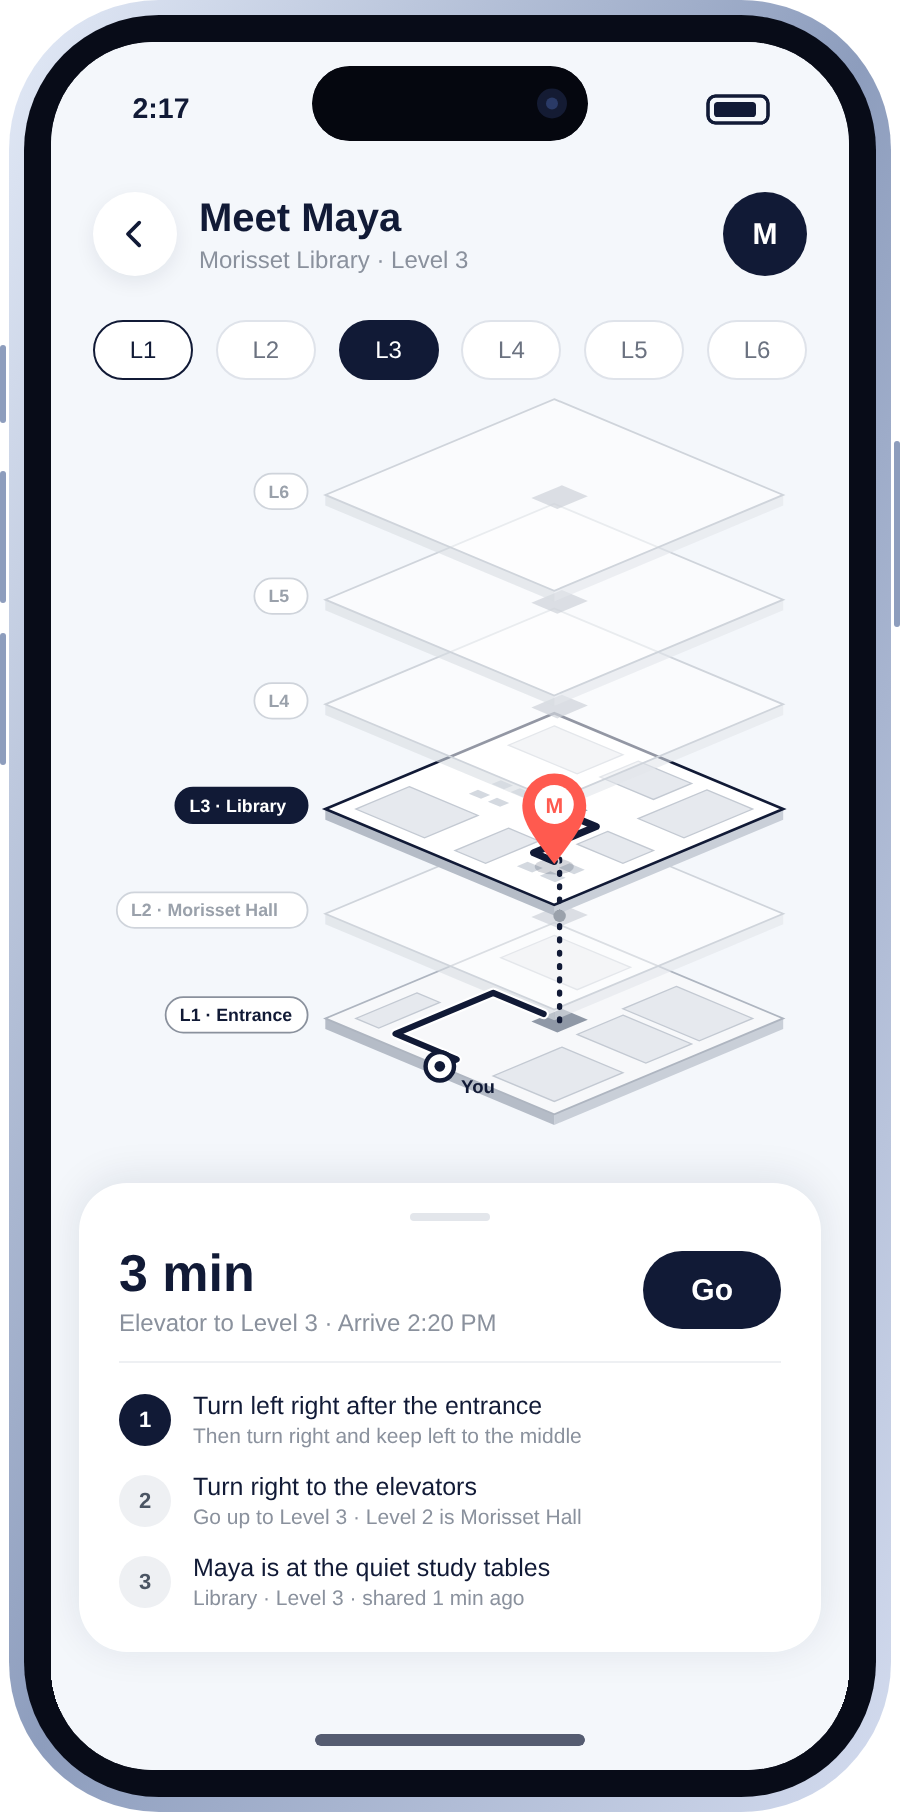 2:17
Meet Maya
Morisset Library · Level 3
M
L1
L2
L3
L4
L5
L6
L6
L5
L4
L3 · Library
M
L2 · Morisset Hall
L1 · Entrance
You
3 min
Elevator to Level 3 · Arrive 2:20 PM
Go
1
Turn left right after the entrance
Then turn right and keep left to the middle
2
Turn right to the elevators
Go up to Level 3 · Level 2 is Morisset Hall
3
Maya is at the quiet study tables
Library · Level 3 · shared 1 min ago